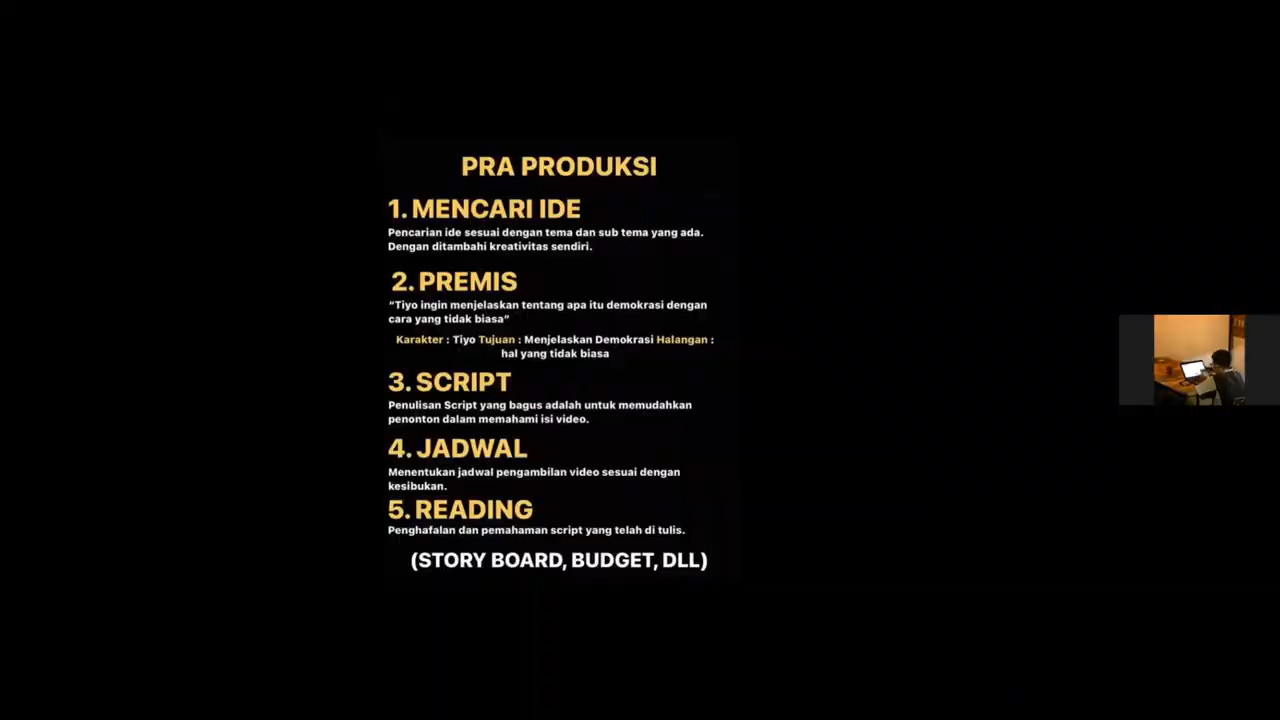 PRA PRODUKSI
1. MENCARI IDE
Pencarian ide sesuai dengan tema dan sub tema yang ada.
Dengan ditambahi kreativitas sendiri.
2. PREMIS
"Tiyo ingin menjelaskan tentang apa itu demokrasi dengan
cara yang tidak biasa"
Karakter : Tiyo Tujuan : Menjelaskan Demokrasi Halangan :
hal yang tidak biasa
3. SCRIPT
Penulisan Script yang bagus adalah untuk memudahkan
penonton dalam memahami isi video.
4. JADWAL
Menentukan jadwal pengambilan video sesuai dengan
kesibukan.
5. READING
Penghafalan dan pemahaman script yang telah di tulis.
(STORY BOARD, BUDGET, DLL)